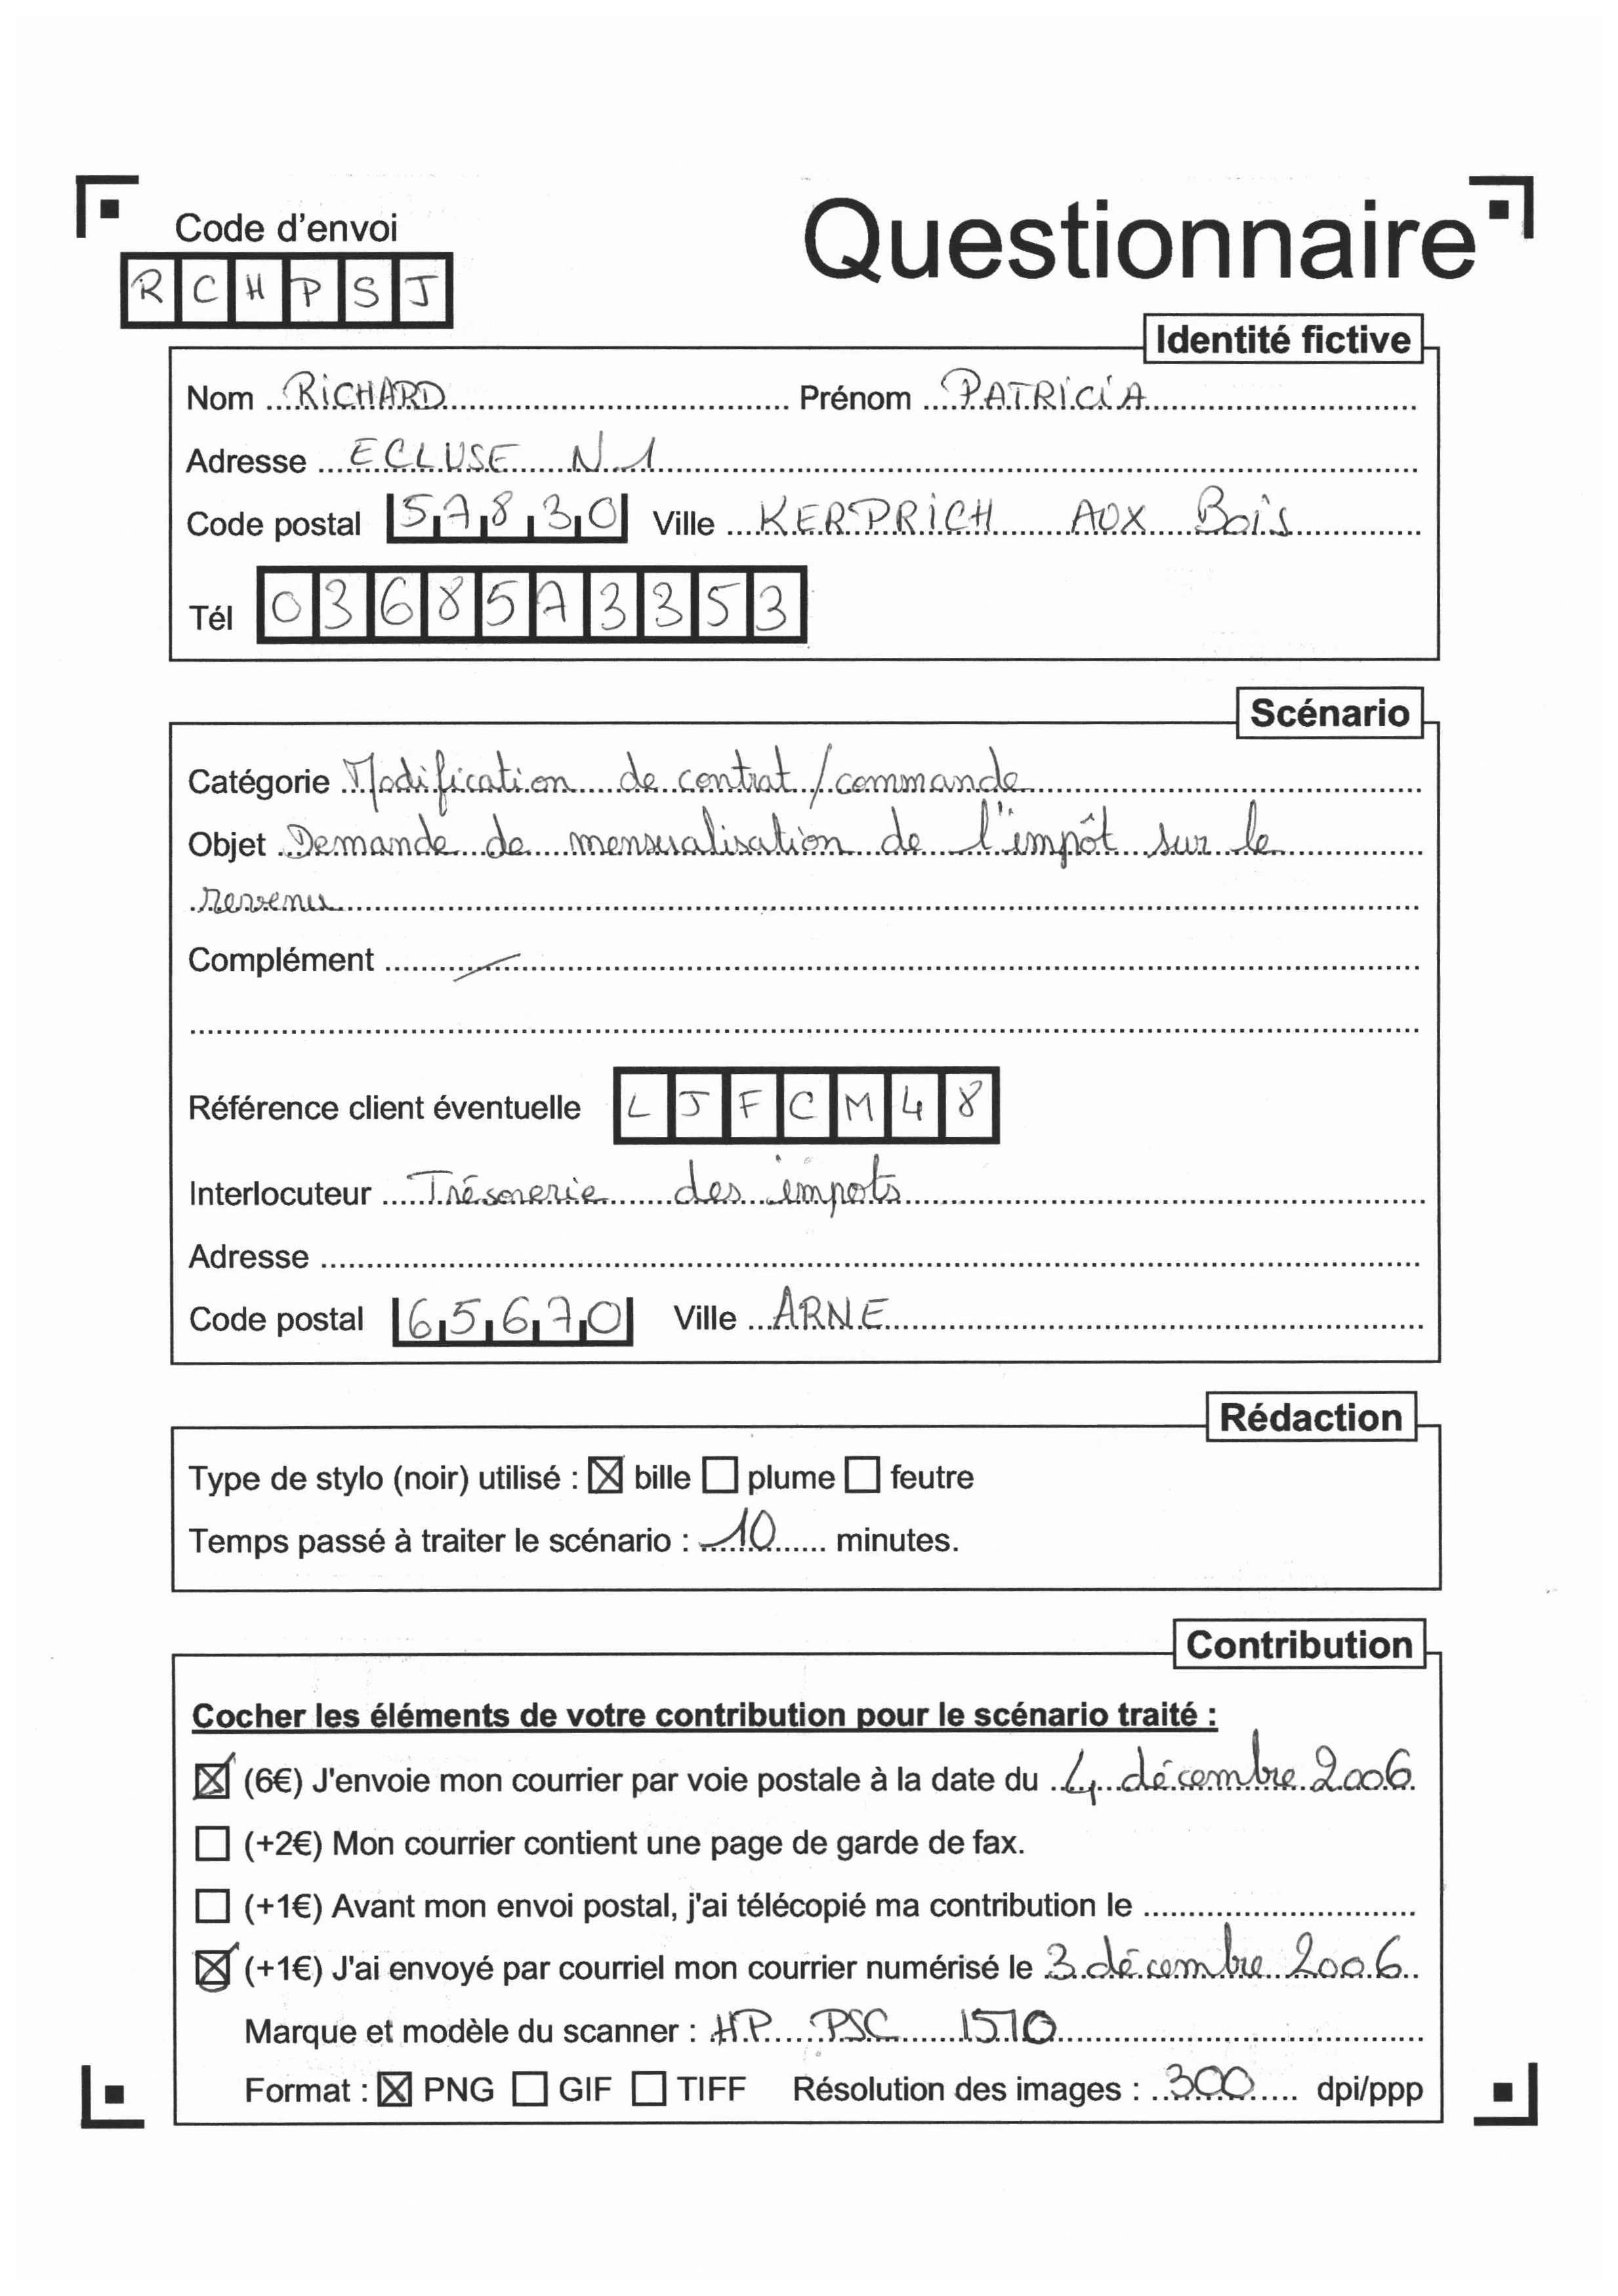 Code d'envoi
Questionnaire
R C H P S J
Identité fictive
Nom RiCHARD Prénom PATRiCiA
Adresse ECLUSE N 1
Code postal 57830 Ville KERPRiCH AUX Bois
Tél 0368573353
Scénario
Catégorie Modification de contrat / commande
Objet Demande de mensualisation de l'impôt sur le
revenu
Complément /
Référence client éventuelle L J F C M 4 8
Interlocuteur Trésorerie des impots
Adresse
Code postal 65670 Ville ARNE
Rédaction
Type de stylo (noir) utilisé : ☒ bille ☐ plume ☐ feutre
Temps passé à traiter le scénario : 10 minutes.
Contribution
Cocher les éléments de votre contribution pour le scénario traité :
☒ (6€) J'envoie mon courrier par voie postale à la date du 4 décembre 2006
☐ (+2€) Mon courrier contient une page de garde de fax.
☐ (+1€) Avant mon envoi postal, j'ai télécopié ma contribution le
☒ (+1€) J'ai envoyé par courriel mon courrier numérisé le 3 décembre 2006
Marque et modèle du scanner : HP PSC 1510
Format : ☒ PNG ☐ GIF ☐ TIFF Résolution des images : 300 dpi/ppp